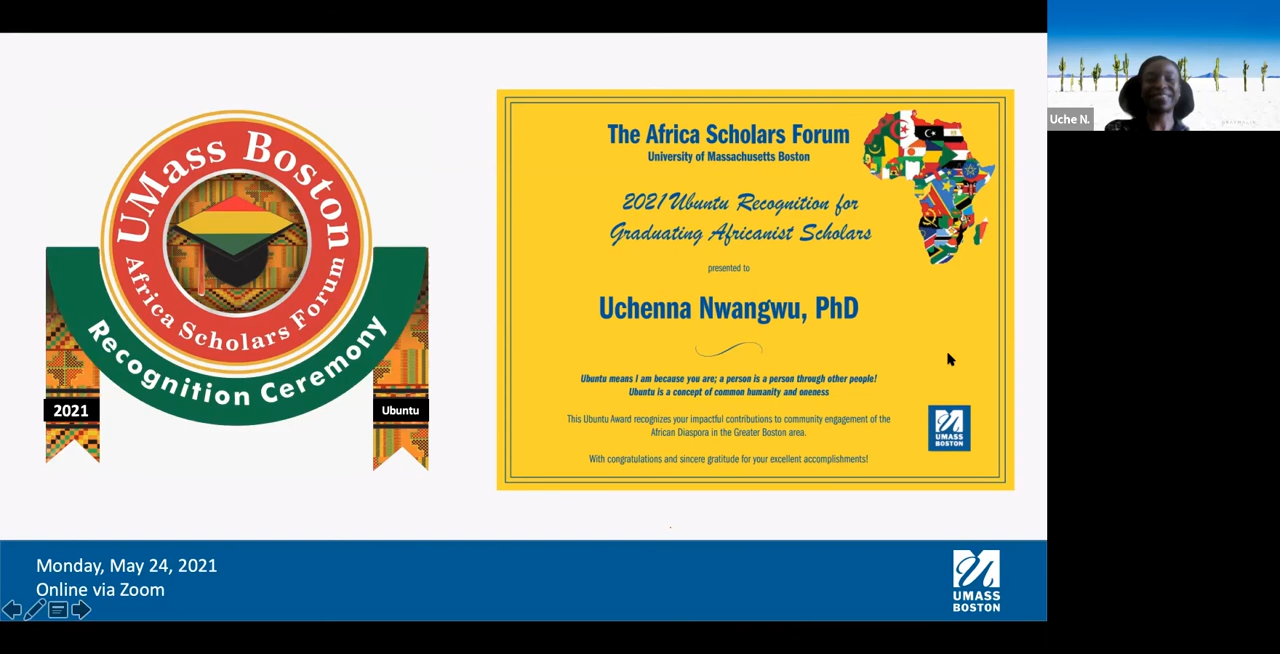 UMass Boston
Africa Scholars Forum
Recognition Ceremony
2021
Ubuntu
The Africa Scholars Forum
University of Massachusetts Boston
2021 Ubuntu Recognition for
Graduating Africanist Scholars
presented to
Uchenna Nwangwu, PhD
Ubuntu means I am because you are; a person is a person through other people!
Ubuntu is a concept of common humanity and oneness
This Ubuntu Award recognizes your impactful contributions to community engagement of the
African Diaspora in the Greater Boston area.
With congratulations and sincere gratitude for your excellent accomplishments!
UMASS
BOSTON
Monday, May 24, 2021
Online via Zoom
UMASS
BOSTON
Uche N.